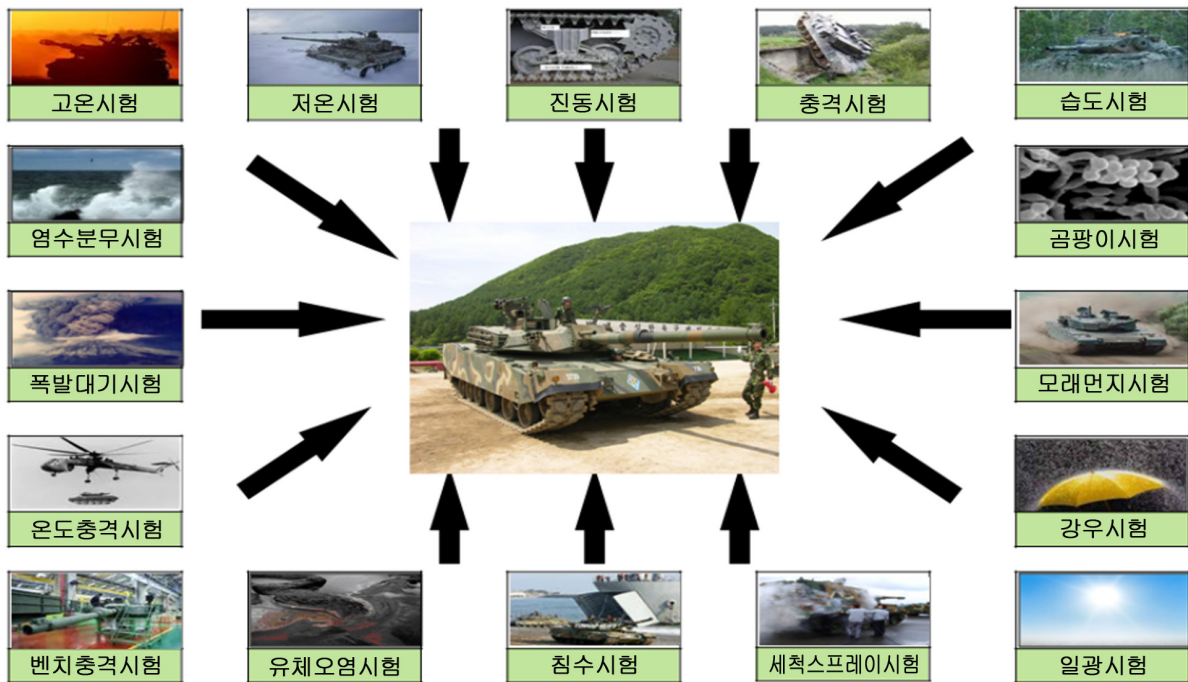 고온시험
저온시험
진동시험
충격시험
습도시험
염수분무시험
곰팡이시험
폭발대기시험
모래먼지시험
온도충격시험
강우시험
벤치충격시험
유체오염시험
침수시험
세척스프레이시험
일광시험